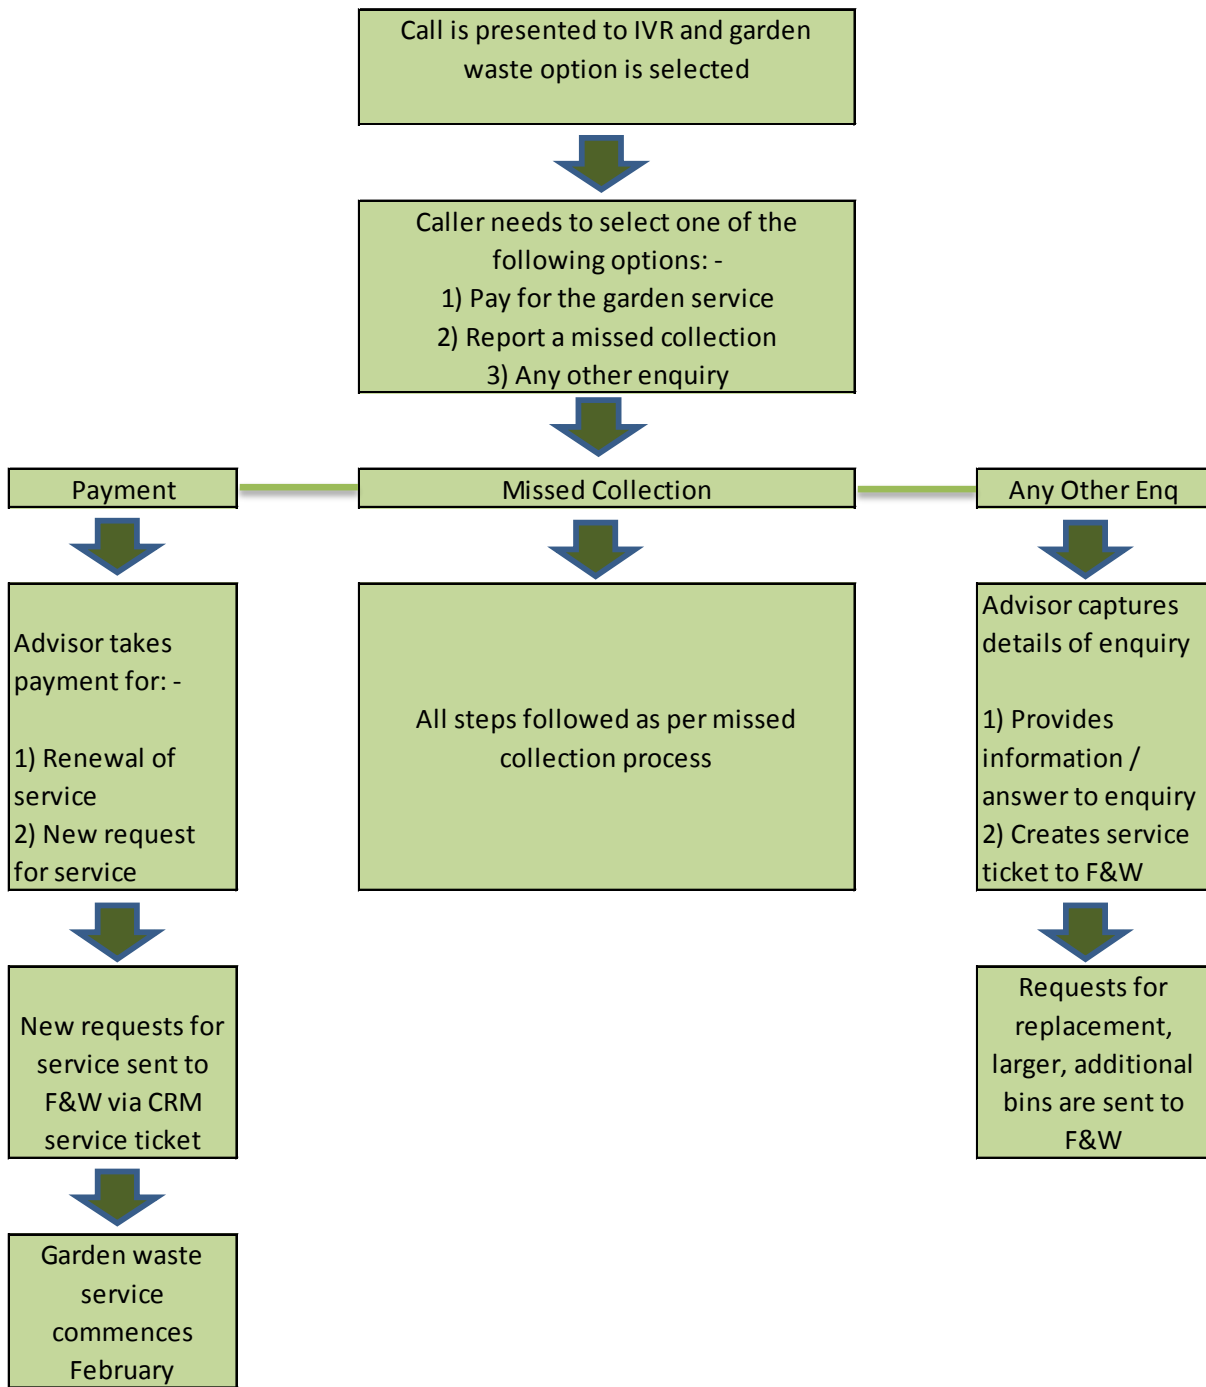 Call is presented to IVR and garden
waste option is selected
Caller needs to select one of the
following options: -
1) Pay for the garden service
2) Report a missed collection
3) Any other enquiry
Payment
Missed Collection
Any Other Enq
Advisor takes
payment for: -
1) Renewal of
service
2) New request
for service
All steps followed as per missed
collection process
Advisor captures
details of enquiry
1) Provides
information /
answer to enquiry
2) Creates service
ticket to F&W
New requests for
service sent to
F&W via CRM
service ticket
Requests for
replacement,
larger, additional
bins are sent to
F&W
Garden waste
service
commences
February